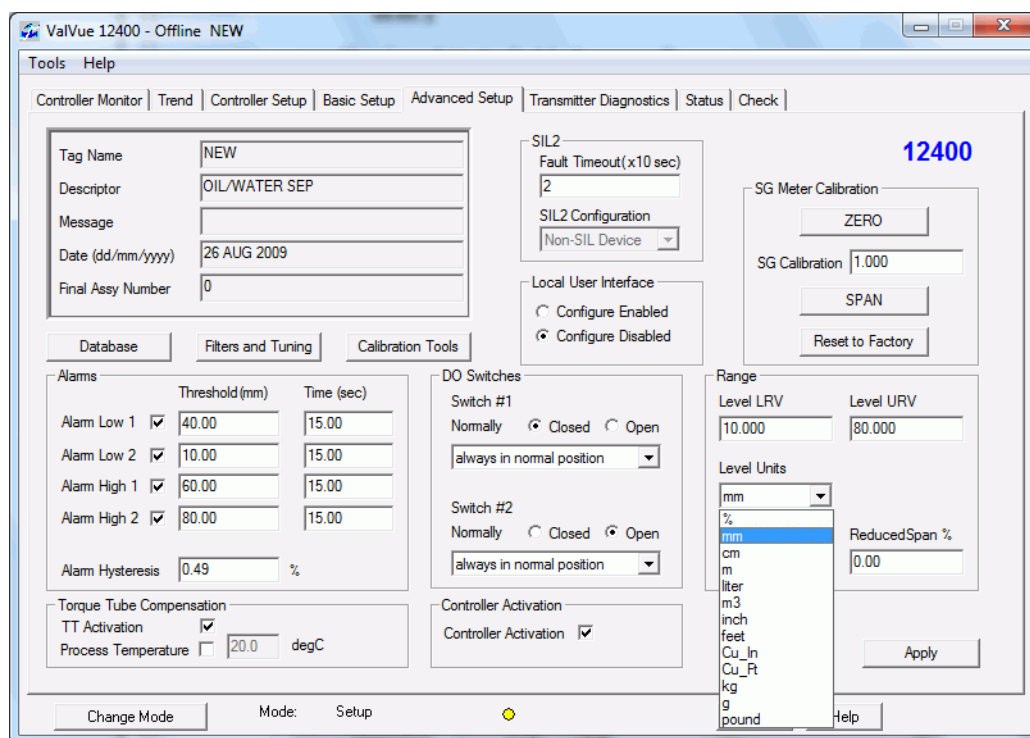 ValVue 12400 - Offline  NEW
Tools Help
Controller Monitor Trend Controller Setup Basic Setup Advanced Setup Transmitter Diagnostics Status Check
12400
Tag Name NEW
Descriptor OIL/WATER SEP
Message
Date (dd/mm/yyyy) 26 AUG 2009
Final Assy Number 0
Database Filters and Tuning Calibration Tools
SIL2
Fault Timeout(x10 sec)
2
SIL2 Configuration
Non-SIL Device
Local User Interface
Configure Enabled
Configure Disabled
SG Meter Calibration
ZERO
SG Calibration 1.000
SPAN
Reset to Factory
Alarms
Threshold (mm) Time (sec)
Alarm Low 1 40.00 15.00
Alarm Low 2 10.00 15.00
Alarm High 1 60.00 15.00
Alarm High 2 80.00 15.00
Alarm Hysteresis 0.49 %
DO Switches
Switch #1
Normally Closed Open
always in normal position
Switch #2
Normally Closed Open
always in normal position
Range
Level LRV Level URV
10.000 80.000
Level Units
mm
%
mm
cm
m
liter
m3
inch
feet
Cu_In
Cu_Ft
kg
g
pound
Reduced Span %
0.00
Torque Tube Compensation
TT Activation
Process Temperature 20.0 degC
Controller Activation
Controller Activation
Apply
Change Mode Mode: Setup